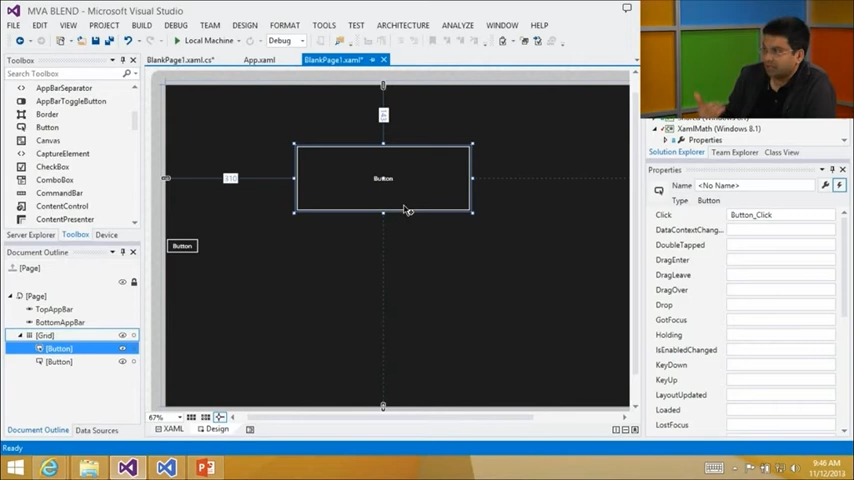 MVA BLEND - Microsoft Visual Studio
FILE EDIT VIEW PROJECT BUILD DEBUG TEAM DESIGN FORMAT TOOLS TEST ARCHITECTURE ANALYZE WINDOW HELP
Local Machine Debug
Toolbox
BlankPage1.xaml.cs* App.xaml BlankPage1.xaml*
Search Toolbox
AppBarSeparator
AppBarToggleButton
Border
Button
Canvas
CaptureElement
CheckBox
ComboBox
CommandBar
ContentControl
ContentPresenter
Server Explorer Toolbox Device
Document Outline
[Page]
[Page]
TopAppBar
BottomAppBar
[Grid]
[Button]
[Button]
Document Outline Data Sources
143
310
Button
Button
67%
XAML Design
XamlMath (Windows 8.1)
Properties
Solution Explorer Team Explorer Class View
Properties
Name <No Name>
Type Button
Click Button_Click
DataContextChang...
DoubleTapped
DragEnter
DragLeave
DragOver
Drop
GotFocus
Holding
IsEnabledChanged
KeyDown
KeyUp
LayoutUpdated
Loaded
LostFocus
Ready
9:46 AM
11/12/2013